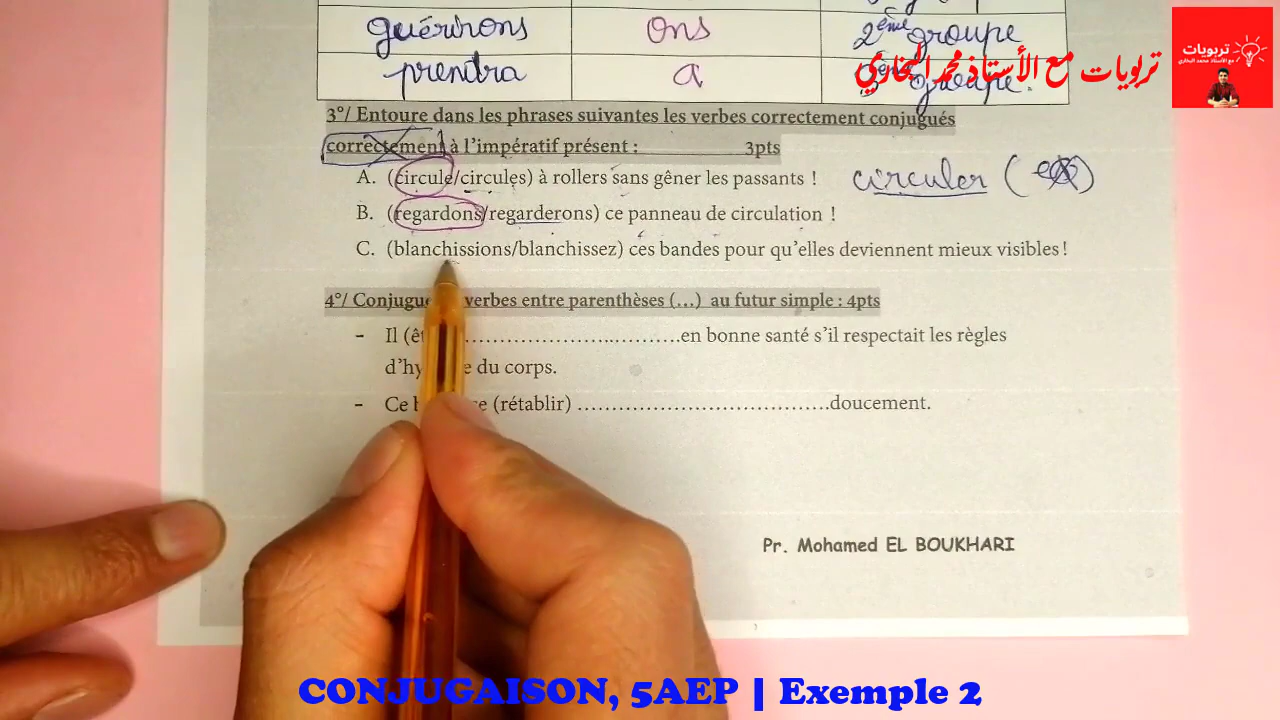 guérirons ons 2ème groupe
prendra a groupe.
تربويات مع الأستاذ محمد البخاري
تربويات
مع الأستاذ محمد البخاري
3°/ Entoure dans les phrases suivantes les verbes correctement conjugués
correctement à l'impératif présent : 3pts
A. (circule/circules) à rollers sans gêner les passants ! circuler (
B. (regardons/regarderons) ce panneau de circulation !
C. (blanchissions/blanchissez) ces bandes pour qu'elles deviennent mieux visibles !
4°/ Conjugue verbes entre parenthèses (…) au futur simple : 4pts
- Il ……………………..……….en bonne santé s'il respectait les règles
du corps.
- Ce (rétablir) ……………………………….doucement.
Pr. Mohamed EL BOUKHARI
CONJUGAISON, 5AEP | Exemple 2